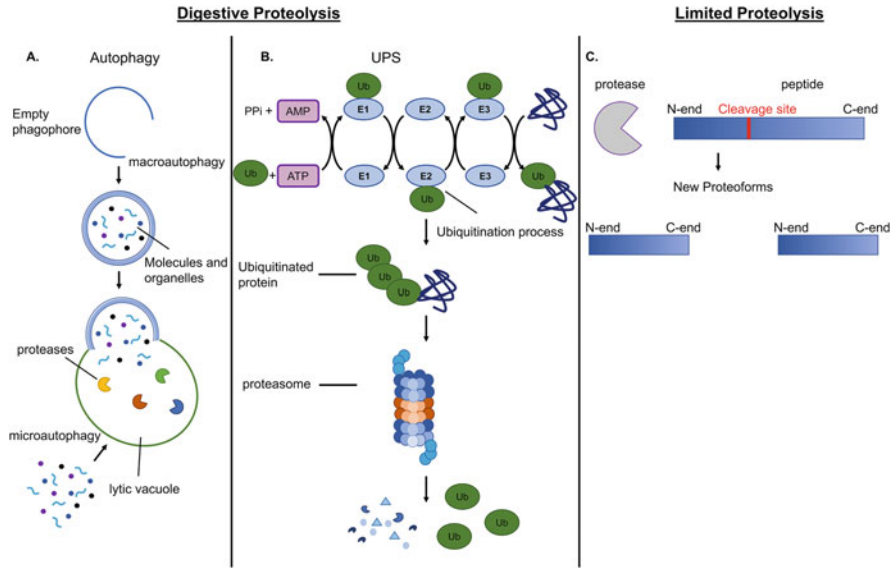 Digestive Proteolysis
Limited Proteolysis
A.
Autophagy
Empty
phagophore
macroautophagy
Molecules and
organelles
proteases
microautophagy
lytic vacuole
B.
UPS
Ub
Ub
PPi +
AMP
E1
E2
E3
Ub
+
ATP
E1
E2
E3
Ub
Ub
Ubiquitination process
Ubiquitinated
protein
Ub
Ub
Ub
proteasome
Ub
Ub
Ub
C.
protease
peptide
N-end
Cleavage site
C-end
New Proteoforms
N-end
C-end
N-end
C-end